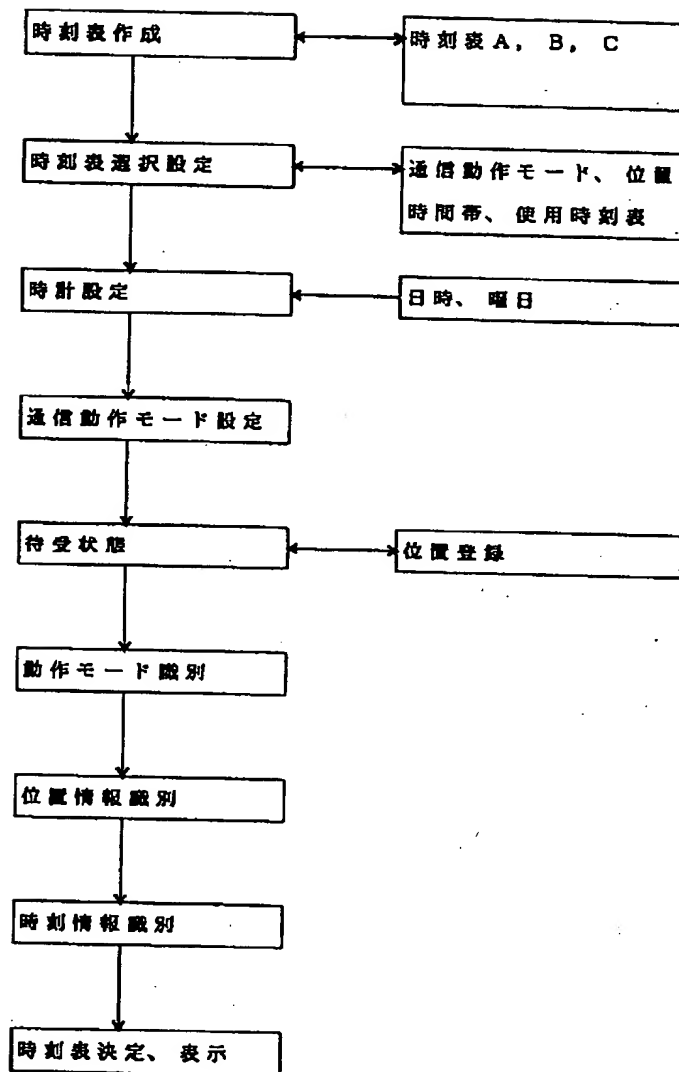 時刻表作成
時刻表A, B, C
時刻表選択設定
通信動作モード、位置
時間帯、使用時刻表
時計設定
日時、曜日
通信動作モード設定
待受状態
位置登録
動作モード識別
位置情報識別
時刻情報識別
時刻表決定、表示